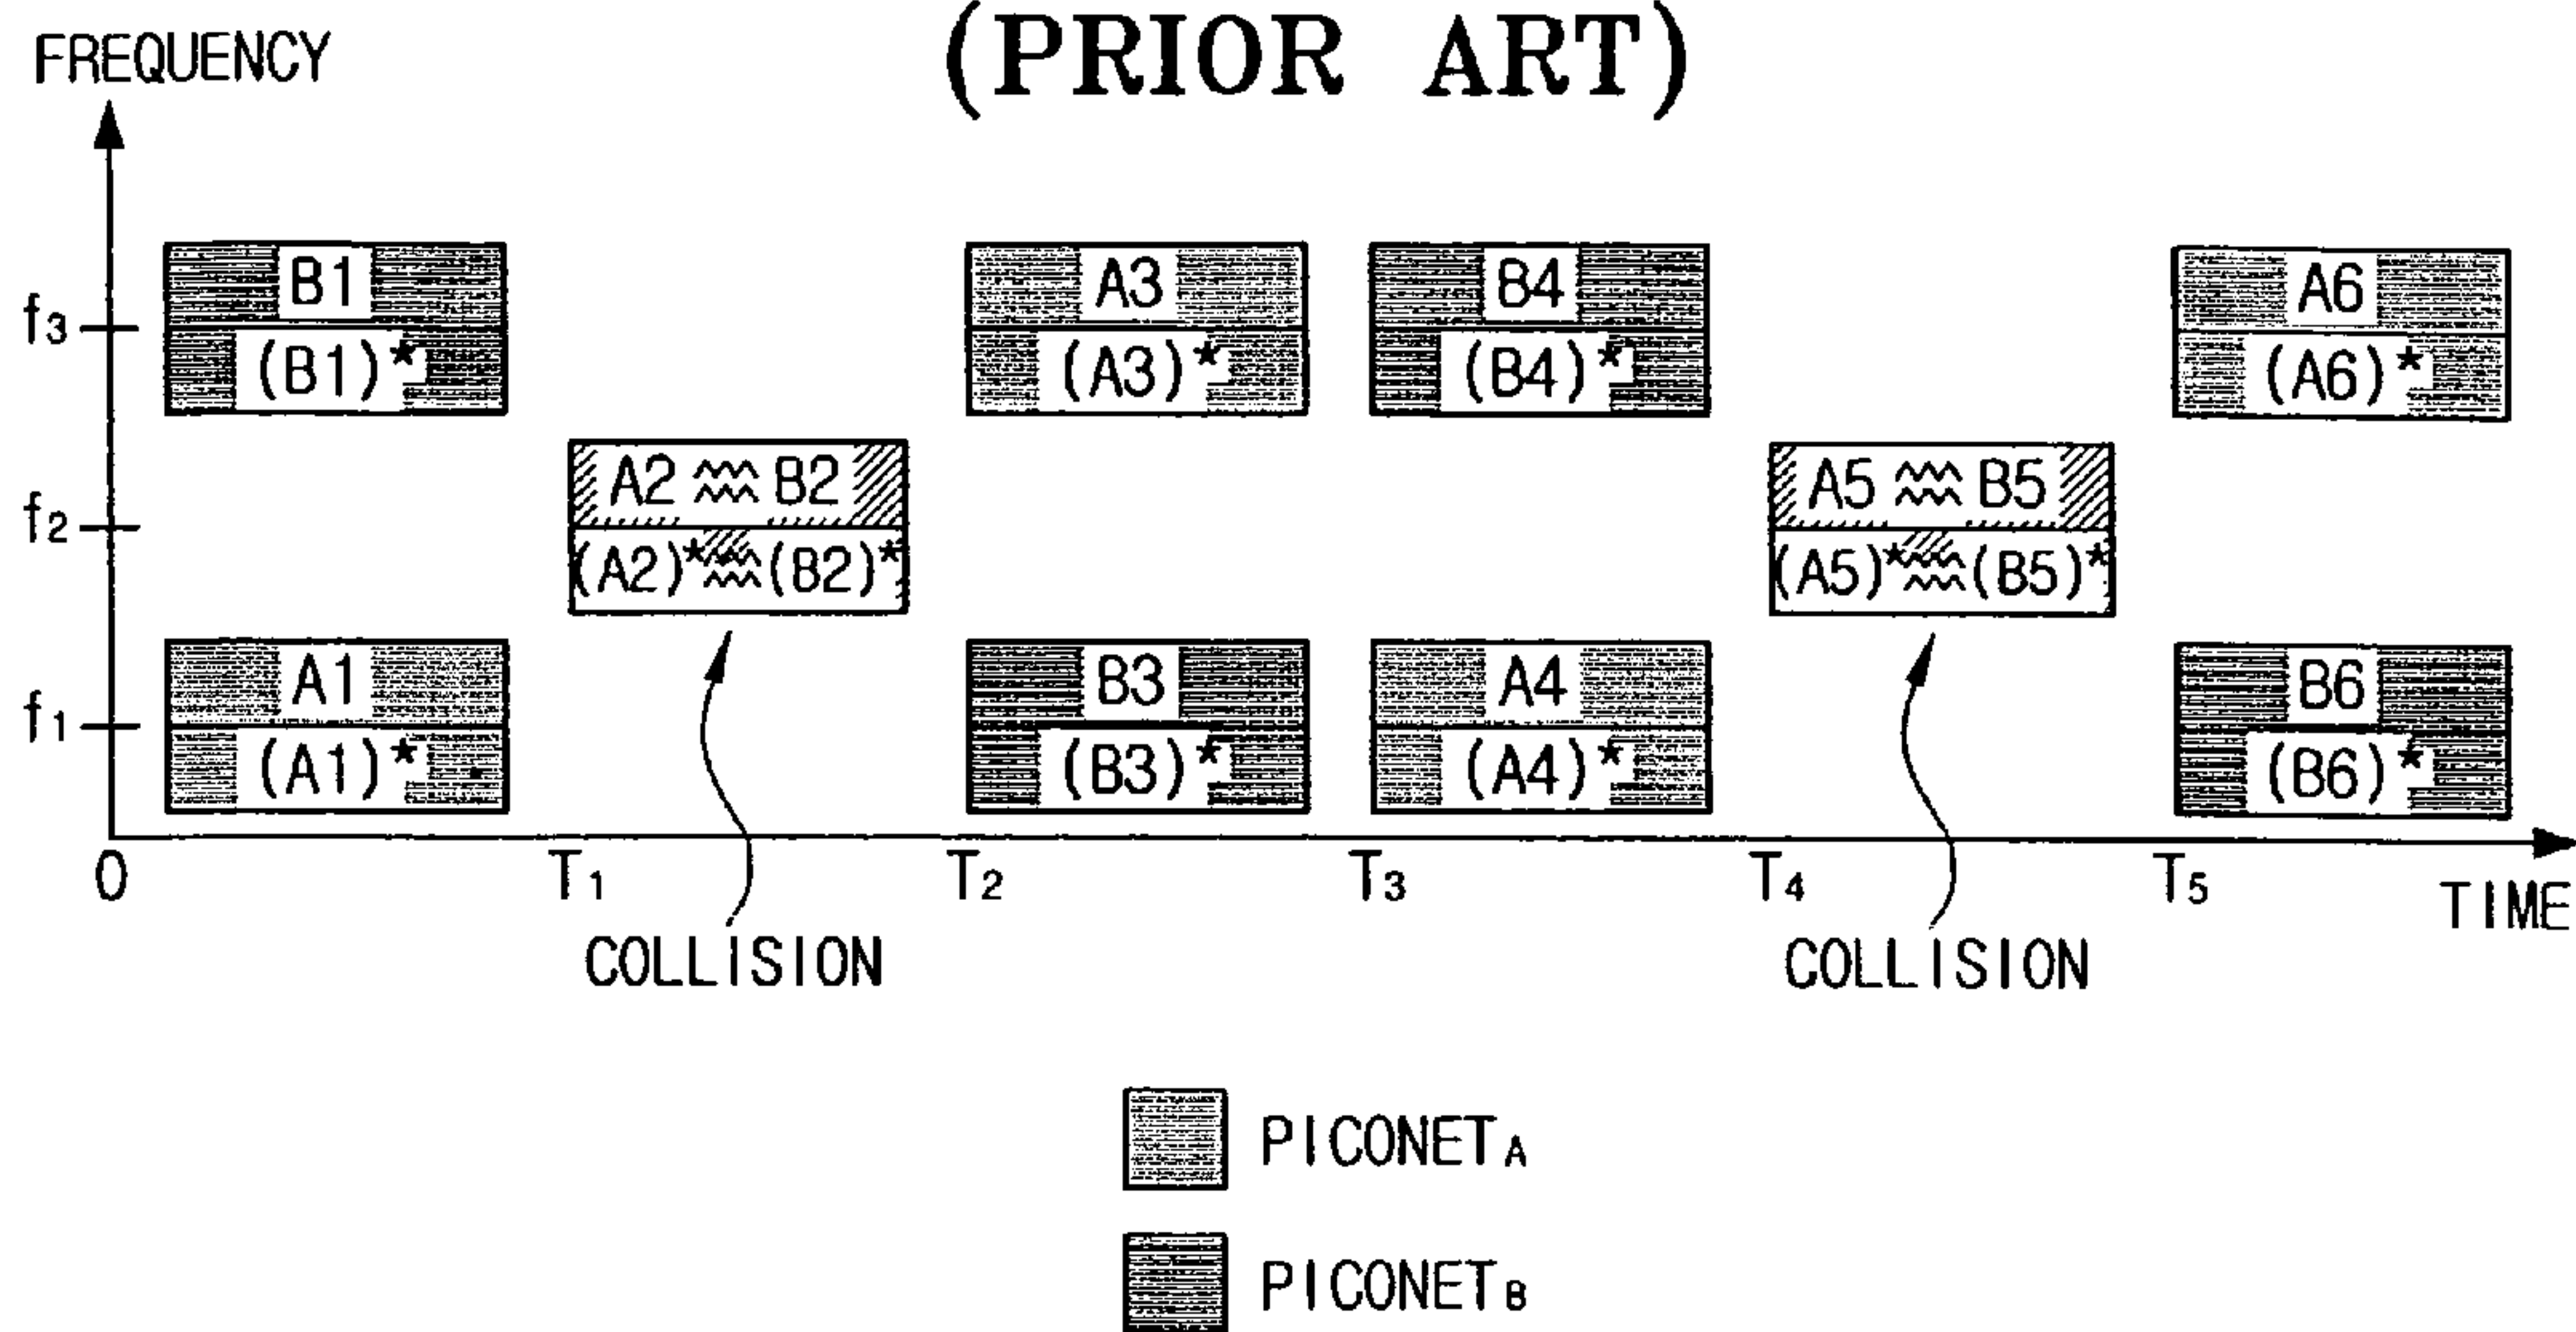 (PRIOR ART)
FREQUENCY
f3
B1
(B1)*
A3
(A3)*
B4
(B4)*
A6
(A6)*
f2
A2 B2
(A2)* (B2)*
A5 B5
(A5)* (B5)*
f1
A1
(A1)*
B3
(B3)*
A4
(A4)*
B6
(B6)*
0 T1 T2 T3 T4 T5 TIME
COLLISION COLLISION
PICONETA
PICONETB